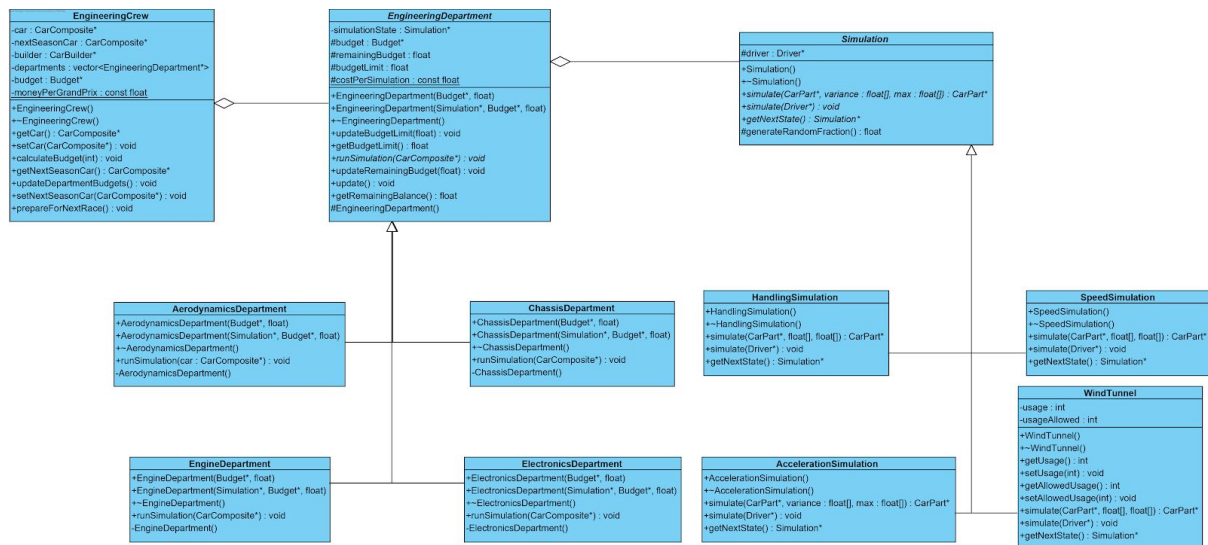 EngineeringCrew
-car : CarComposite*
-nextSeasonCar : CarComposite*
-builder : CarBuilder*
-departments : vector<EngineeringDepartment*>
-budget : Budget*
-moneyPerGrandPrix : const float
+EngineeringCrew()
+~EngineeringCrew()
+getCar() : CarComposite*
+setCar(CarComposite*) : void
+calculateBudget(int) : void
+getNextSeasonCar() : CarComposite*
+updateDepartmentBudgets() : void
+setNextSeasonCar(CarComposite*) : void
+prepareForNextRace() : void
EngineeringDepartment
-simulationState : Simulation*
#budget : Budget*
#remainingBudget : float
#budgetLimit : float
#costPerSimulation : const float
+EngineeringDepartment(Budget*, float)
+EngineeringDepartment(Simulation*, Budget*, float)
+~EngineeringDepartment()
+updateBudgetLimit(float) : void
+getBudgetLimit() : float
+runSimulation(CarComposite*) : void
+updateRemainingBudget(float) : void
+update() : void
+getRemainingBalance() : float
#EngineeringDepartment()
Simulation
#driver : Driver*
+Simulation()
+~Simulation()
+simulate(CarPart*, variance : float[], max : float[]) : CarPart*
+simulate(Driver*) : void
+getNextState() : Simulation*
#generateRandomFraction() : float
AerodynamicsDepartment
+AerodynamicsDepartment(Budget*, float)
+AerodynamicsDepartment(Simulation*, Budget*, float)
+~AerodynamicsDepartment()
+runSimulation(car : CarComposite*) : void
-AerodynamicsDepartment()
ChassisDepartment
+ChassisDepartment(Budget*, float)
+ChassisDepartment(Simulation*, Budget*, float)
+~ChassisDepartment()
+runSimulation(CarComposite*) : void
-ChassisDepartment()
HandlingSimulation
+HandlingSimulation()
+~HandlingSimulation()
+simulate(CarPart*, float[], float[]) : CarPart*
+simulate(Driver*) : void
+getNextState() : Simulation*
SpeedSimulation
+SpeedSimulation()
+~SpeedSimulation()
+simulate(CarPart*, float[], float[]) : CarPart*
+simulate(Driver*) : void
+getNextState() : Simulation*
EngineDepartment
+EngineDepartment(Budget*, float)
+EngineDepartment(Simulation*, Budget*, float)
+~EngineDepartment()
+runSimulation(CarComposite*) : void
-EngineDepartment()
ElectronicsDepartment
+ElectronicsDepartment(Budget*, float)
+ElectronicsDepartment(Simulation*, Budget*, float)
+~ElectronicsDepartment()
+runSimulation(CarComposite*) : void
-ElectronicsDepartment()
AccelerationSimulation
+AccelerationSimulation()
+~AccelerationSimulation()
+simulate(CarPart*, variance : float[], max : float[]) : CarPart*
+simulate(Driver*) : void
+getNextState() : Simulation*
WindTunnel
-usage : int
-usageAllowed : int
+WindTunnel()
+~WindTunnel()
+getUsage() : int
+setUsage(int) : void
+getAllowedUsage() : int
+setAllowedUsage(int) : void
+simulate(CarPart*, float[], float[]) : CarPart*
+simulate(Driver*) : void
+getNextState() : Simulation*